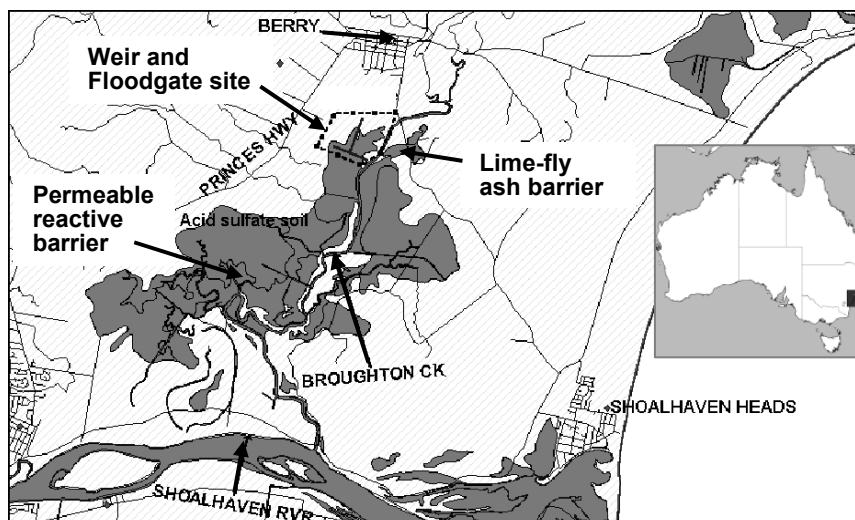 BERRY
Weir and
Floodgate site
PRINCES HWY
Lime-fly
ash barrier
Permeable
reactive
barrier
Acid sulfate soil
BROUGHTON CK
SHOALHAVEN HEADS
SHOALHAVEN RVR